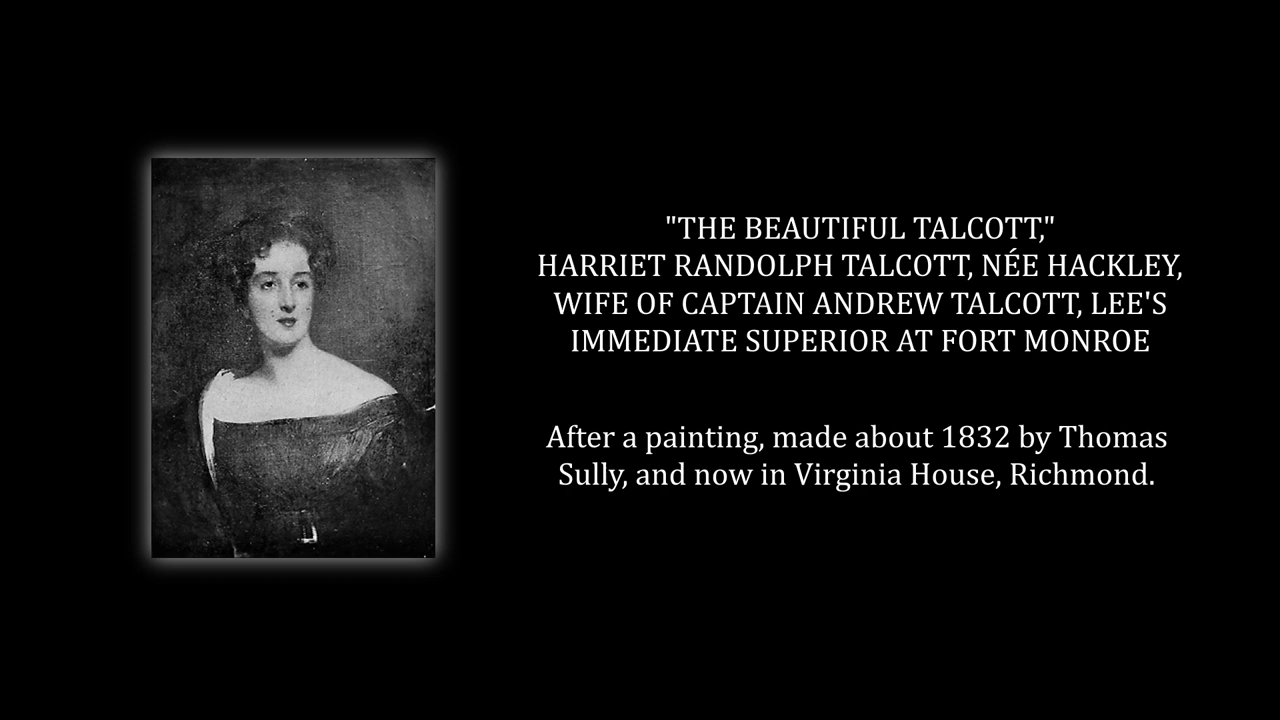 "THE BEAUTIFUL TALCOTT,"
HARRIET RANDOLPH TALCOTT, NÉE HACKLEY,
WIFE OF CAPTAIN ANDREW TALCOTT, LEE'S
IMMEDIATE SUPERIOR AT FORT MONROE
After a painting, made about 1832 by Thomas
Sully, and now in Virginia House, Richmond.